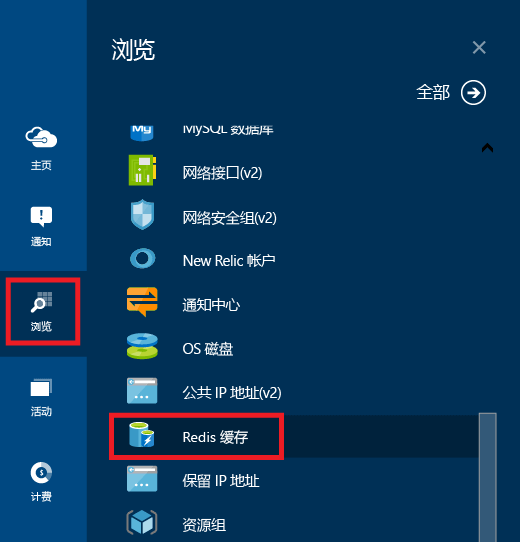 浏览
全部
主页
通知
浏览
活动
计费
MySQL 数据库
网络接口(v2)
网络安全组(v2)
New Relic 帐户
通知中心
OS 磁盘
公共 IP 地址(v2)
Redis 缓存
保留 IP 地址
资源组